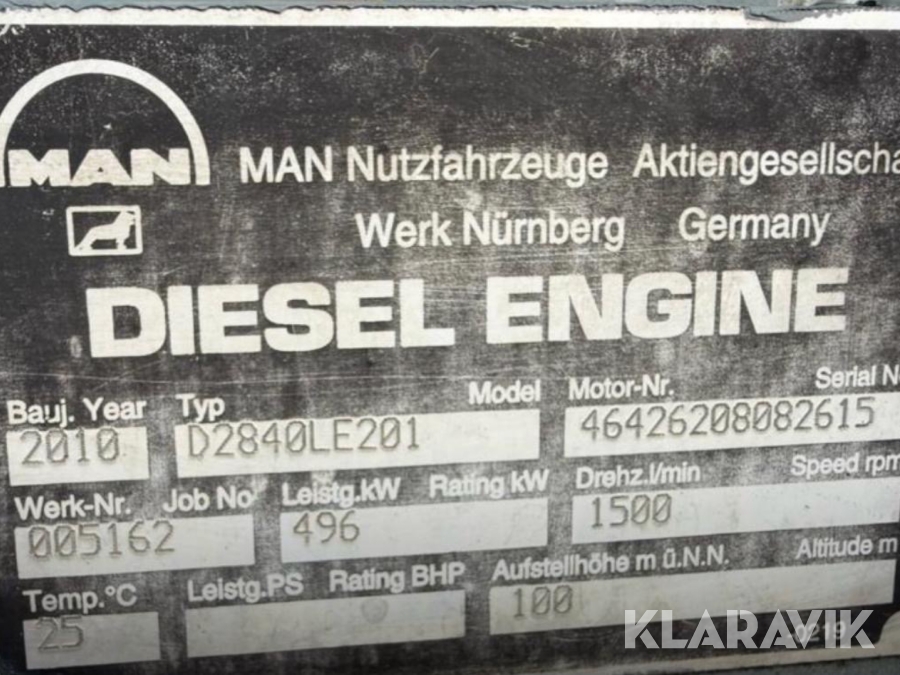 MAN
MAN Nutzfahrzeuge Aktiengesellscha
Werk Nürnberg Germany
DIESEL ENGINE
Bauj. Year Typ Model Motor-Nr. Serial N
2010 D2840LE201 46426208082615
Werk-Nr. Job No Leistg.kW Rating kW Drehz.l/min Speed rpm
005162 496 1500
Temp.°C Leistg.PS Rating BHP Aufstellhöhe m ü.N.N. Altitude m
25 100
KLARAVIK
0219